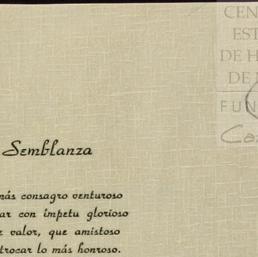 CEN
EST
DE H
DE 
FUN
Semblanza
más consagro venturoso
ar con ímpetu glorioso
e valor, que amistoso
trocar lo más honroso.